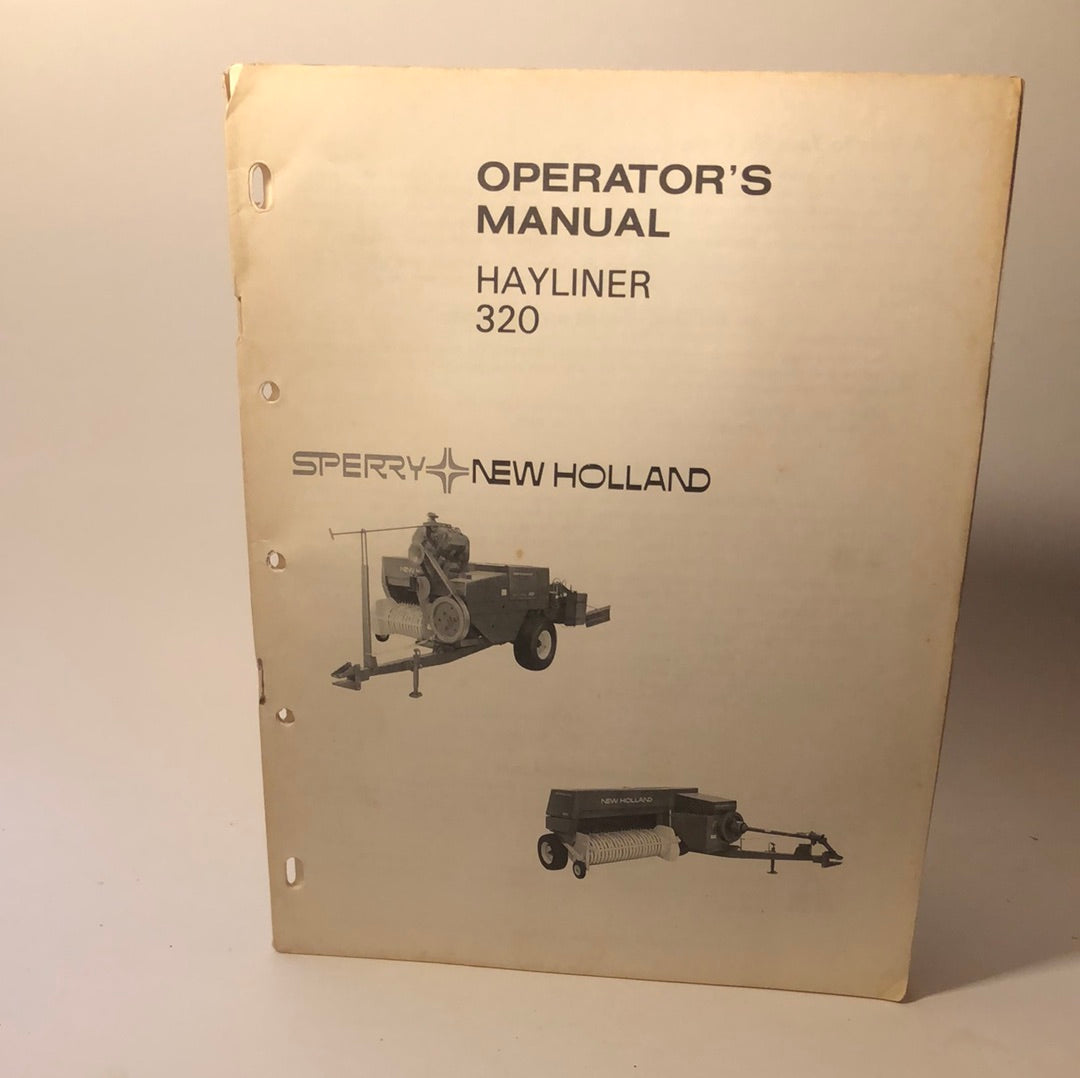 OPERATOR'S
MANUAL
HAYLINER
320
SPERRY NEW HOLLAND
NEW HOLLAND